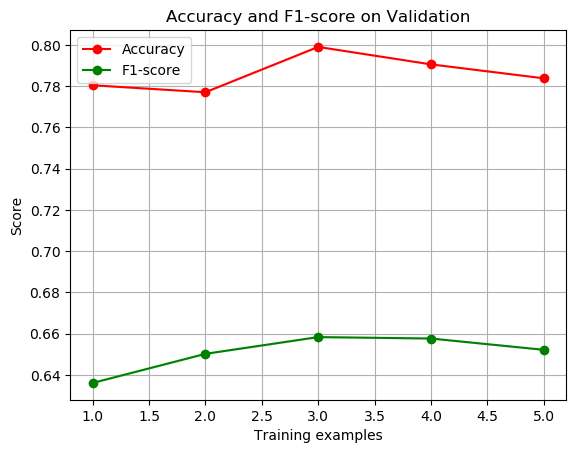 Accuracy and F1-score on Validation
Accuracy
F1-score
0.80
0.78
0.76
0.74
0.72
0.70
0.68
0.66
0.64
Score
1.0 1.5 2.0 2.5 3.0 3.5 4.0 4.5 5.0
Training examples